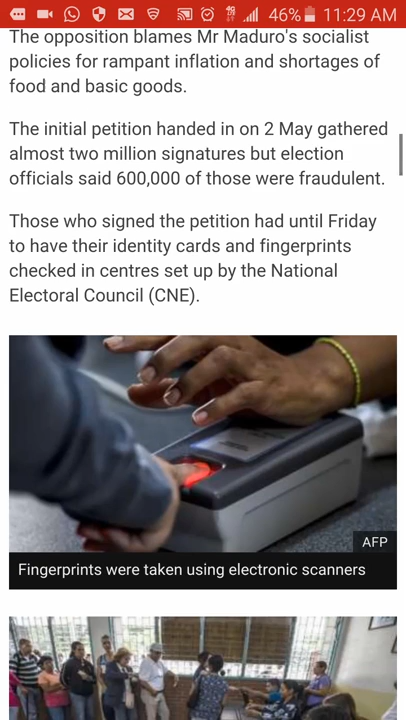 46% 11:29 AM
The opposition blames Mr Maduro's socialist
policies for rampant inflation and shortages of
food and basic goods.
The initial petition handed in on 2 May gathered
almost two million signatures but election
officials said 600,000 of those were fraudulent.
Those who signed the petition had until Friday
to have their identity cards and fingerprints
checked in centres set up by the National
Electoral Council (CNE).
AFP
Fingerprints were taken using electronic scanners